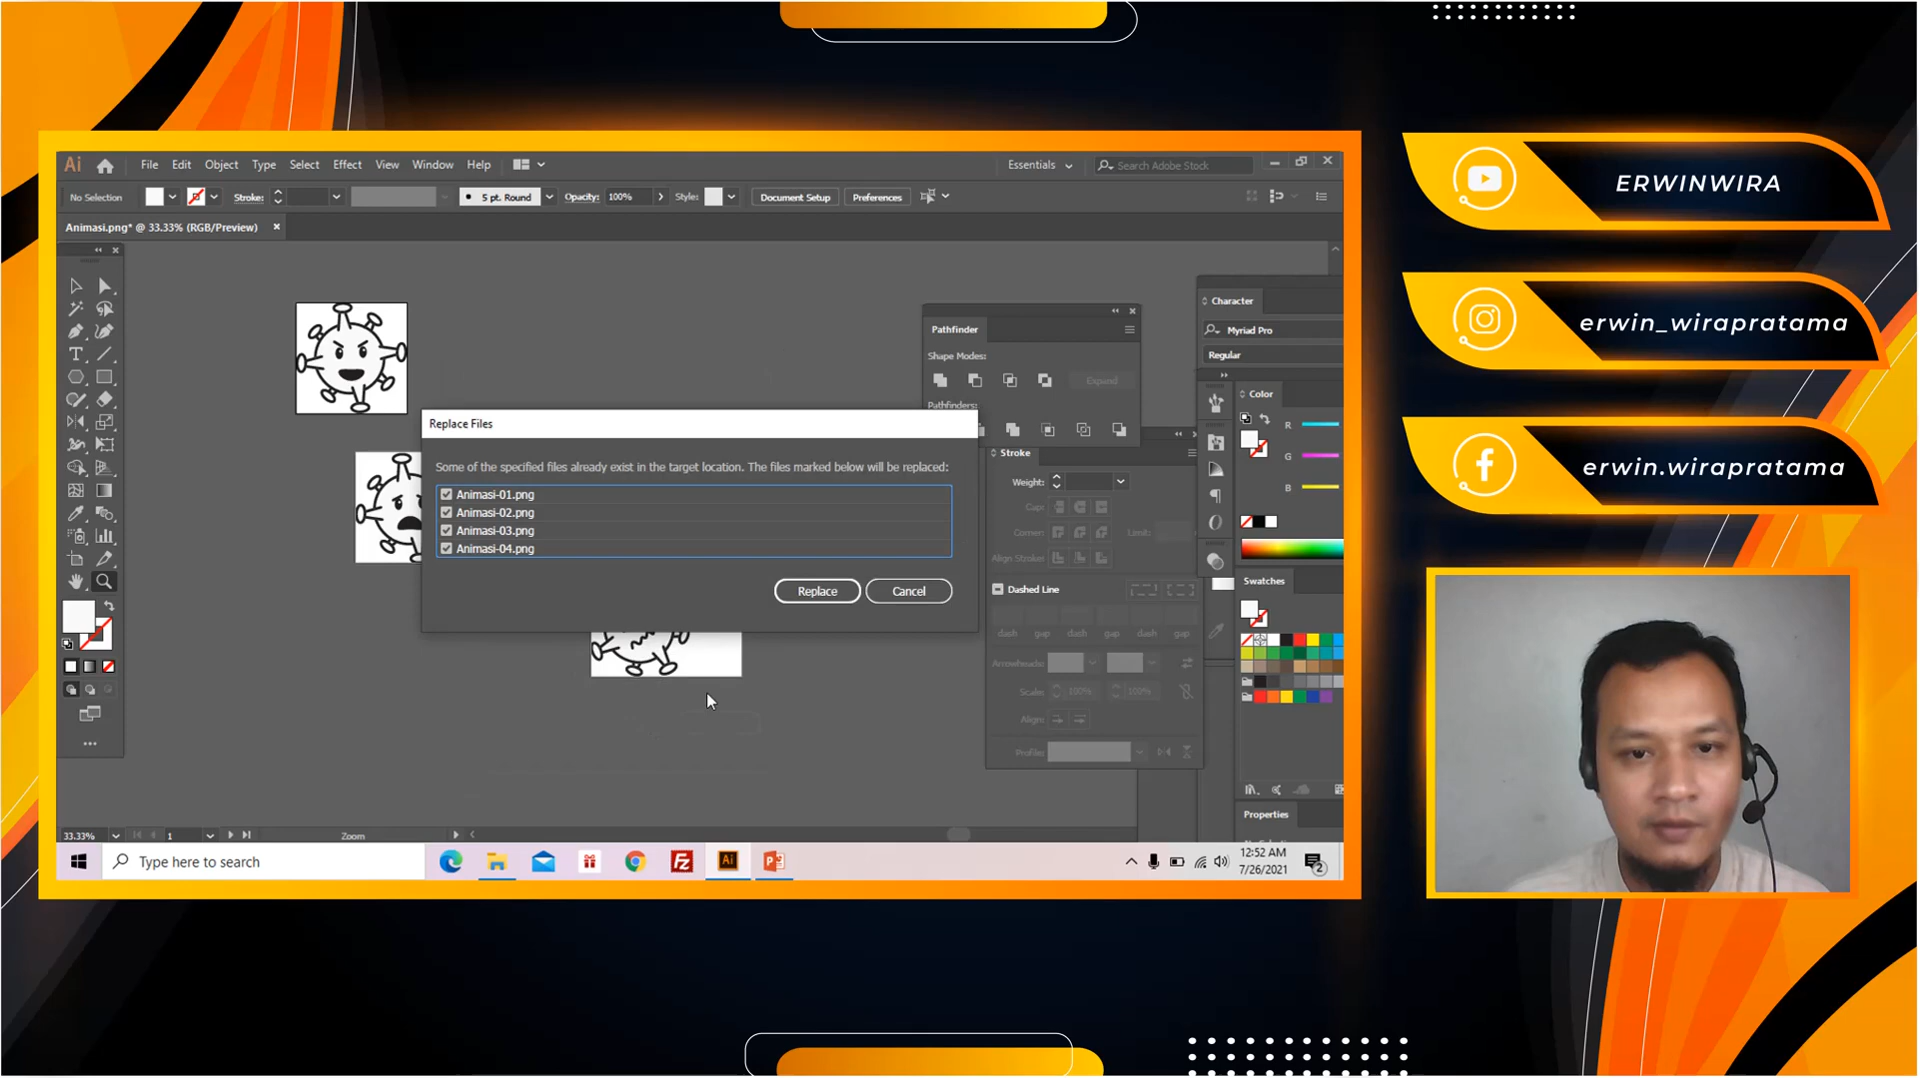 Ai File Edit Object Type Select Effect View Window Help Essentials Search Adobe Stock
No Selection Stroke: 5 pt. Round Opacity: 100% Style: Document Setup Preferences
Animasi.png* @ 33.33% (RGB/Preview)
Replace Files
Some of the specified files already exist in the target location. The files marked below will be replaced:
Animasi-01.png
Animasi-02.png
Animasi-03.png
Animasi-04.png
Replace Cancel
Pathfinder
Shape Modes:
Expand
Pathfinders:
Stroke
Weight:
Cap:
Corner: Limit:
Align Stroke:
Dashed Line
dash gap dash gap dash gap
Arrowheads:
Scale: 100% 100%
Align:
Profile:
Character
Myriad Pro
Regular
Color
R
G
B
Swatches
Properties
33.33% 1 Zoom
Type here to search
Fz Ai P
12:52 AM
7/26/2021
2
ERWINWIRA
erwin_wirapratama
erwin.wirapratama